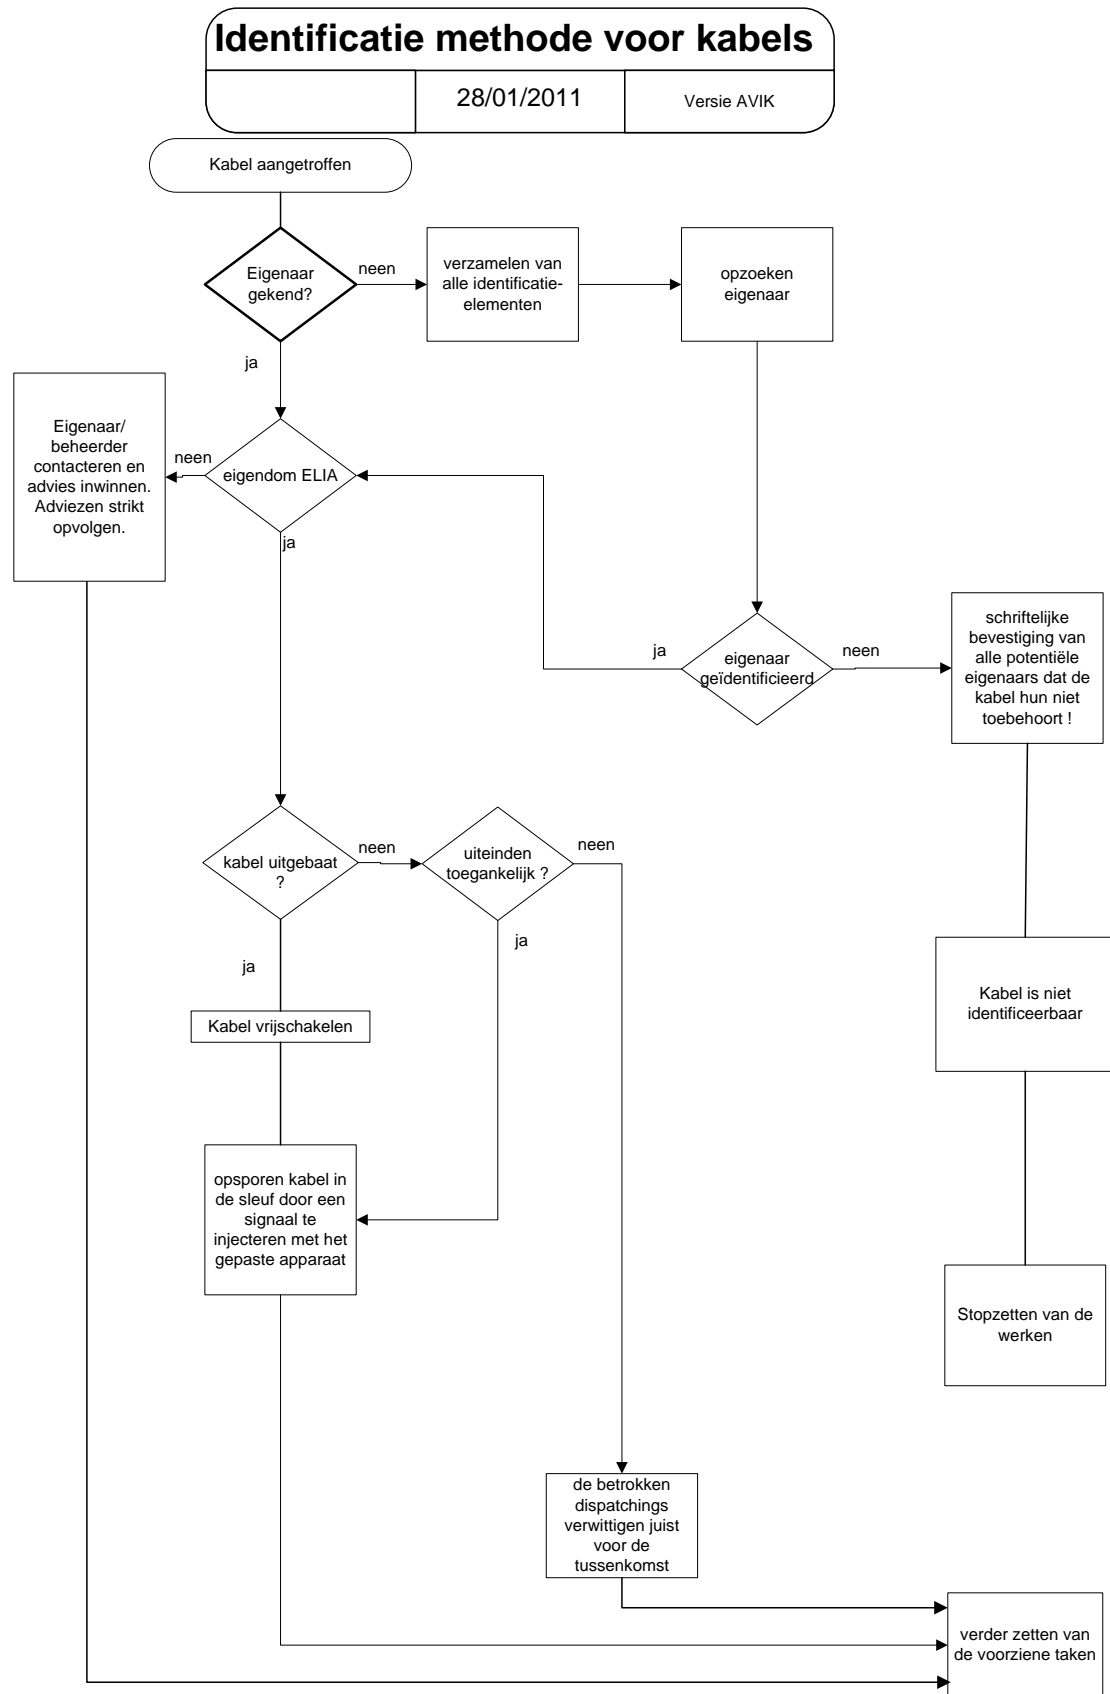 Identificatie methode voor kabels
28/01/2011
Versie AVIK
Kabel aangetroffen
Eigenaar
gekend?
neen
verzamelen van
alle identificatie-
elementen
opzoeken
eigenaar
ja
Eigenaar/
beheerder
contacteren en
advies inwinnen.
Adviezen strikt
opvolgen.
neen
eigendom ELIA
ja
ja
eigenaar
geïdentificieerd
neen
schriftelijke
bevestiging van
alle potentiële
eigenaars dat de
kabel hun niet
toebehoort !
kabel uitgebaat
?
neen
uiteinden
toegankelijk ?
neen
ja
ja
Kabel is niet
identificeerbaar
Kabel vrijschakelen
opsporen kabel in
de sleuf door een
signaal te
injecteren met het
gepaste apparaat
Stopzetten van de
werken
de betrokken
dispatchings
verwittigen juist
voor de
tussenkomst
verder zetten van
de voorziene taken